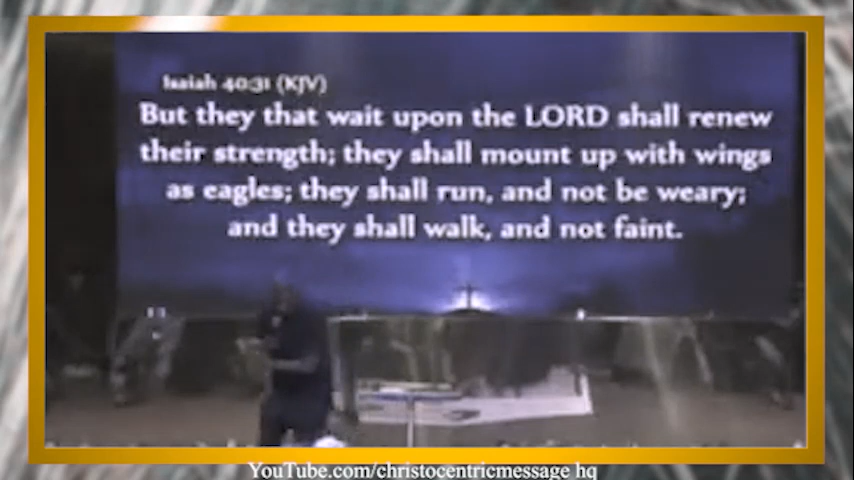 Isaiah 40:31 (KJV)
But they that wait upon the LORD shall renew
their strength; they shall mount up with wings
as eagles; they shall run, and not be weary;
and they shall walk, and not faint.
YouTube.com/christocentricmessage hq